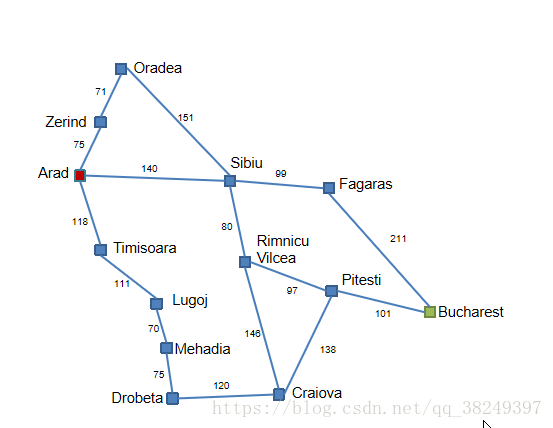 Oradea
71
151
Zerind
75
Arad
140
Sibiu
99
Fagaras
118
80
211
Timisoara
Rimnicu
Vilcea
111
97
Pitesti
Lugoj
101
Bucharest
70
146
Mehadia
138
75
120
Drobeta
Craiova
https://blog.csdn.net/qq_38249397